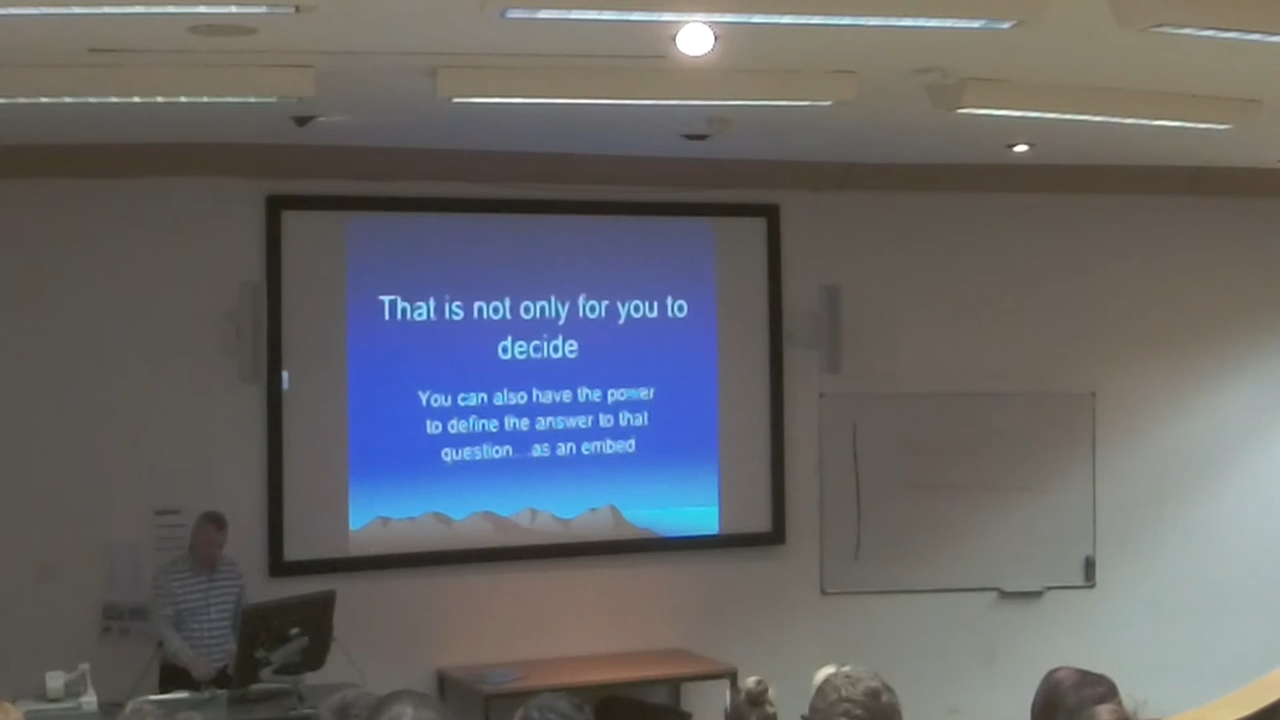 That is not only for you to
decide
You can also have the power
to define the answer to that
question...as an embed